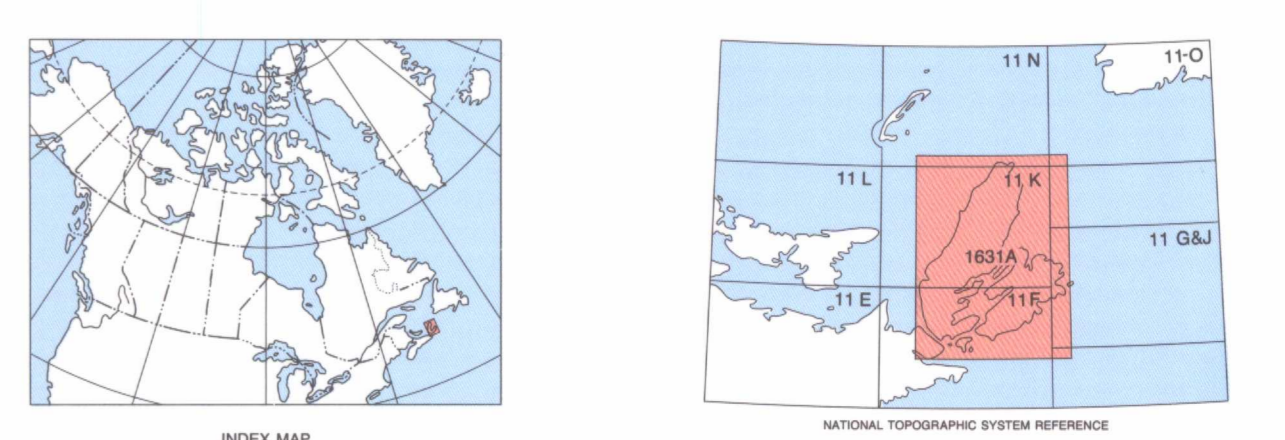 11 N
11-O
11 L
11 K
1631A
11 G&J
11 E
11 F
INDEX MAP
NATIONAL TOPOGRAPHIC SYSTEM REFERENCE